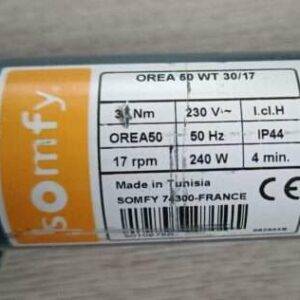 somfy
OREA 50 WT 30/17
Nm 230 V~ I.cl.H
OREA50 50 Hz IP44
17 rpm 240 W 4 min.
Made in Tunisia
SOMFY 74300-FRANCE
CE